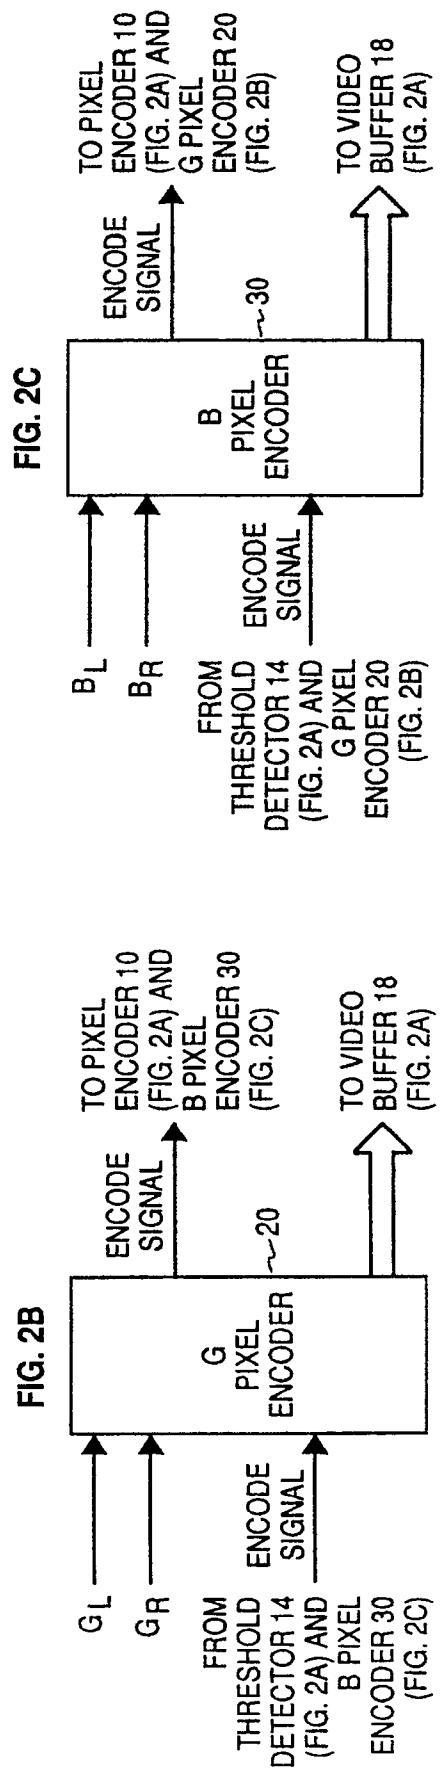 FIG. 2B
G L
G R
FROM
THRESHOLD
DETECTOR 14
(FIG. 2A) AND
B PIXEL
ENCODER 30
(FIG. 2C)
ENCODE
SIGNAL
G
PIXEL
ENCODER
20
ENCODE
SIGNAL
TO PIXEL
ENCODER 10
(FIG. 2A) AND
B PIXEL
ENCODER 30
(FIG. 2C)
TO VIDEO
BUFFER 18
(FIG. 2A)
FIG. 2C
B L
B R
FROM
THRESHOLD
DETECTOR 14
(FIG. 2A) AND
G PIXEL
ENCODER 20
(FIG. 2B)
ENCODE
SIGNAL
B
PIXEL
ENCODER
30
ENCODE
SIGNAL
TO PIXEL
ENCODER 10
(FIG. 2A) AND
G PIXEL
ENCODER 20
(FIG. 2B)
TO VIDEO
BUFFER 18
(FIG. 2A)